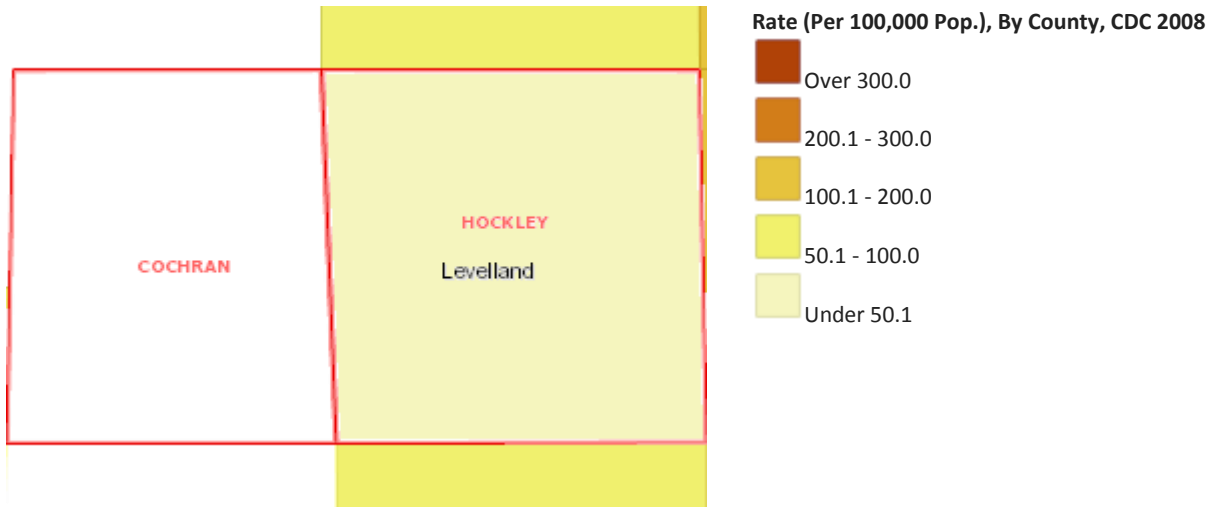 Rate (Per 100,000 Pop.), By County, CDC 2008
Over 300.0
200.1 - 300.0
100.1 - 200.0
50.1 - 100.0
Under 50.1
HOCKLEY
COCHRAN
Levelland